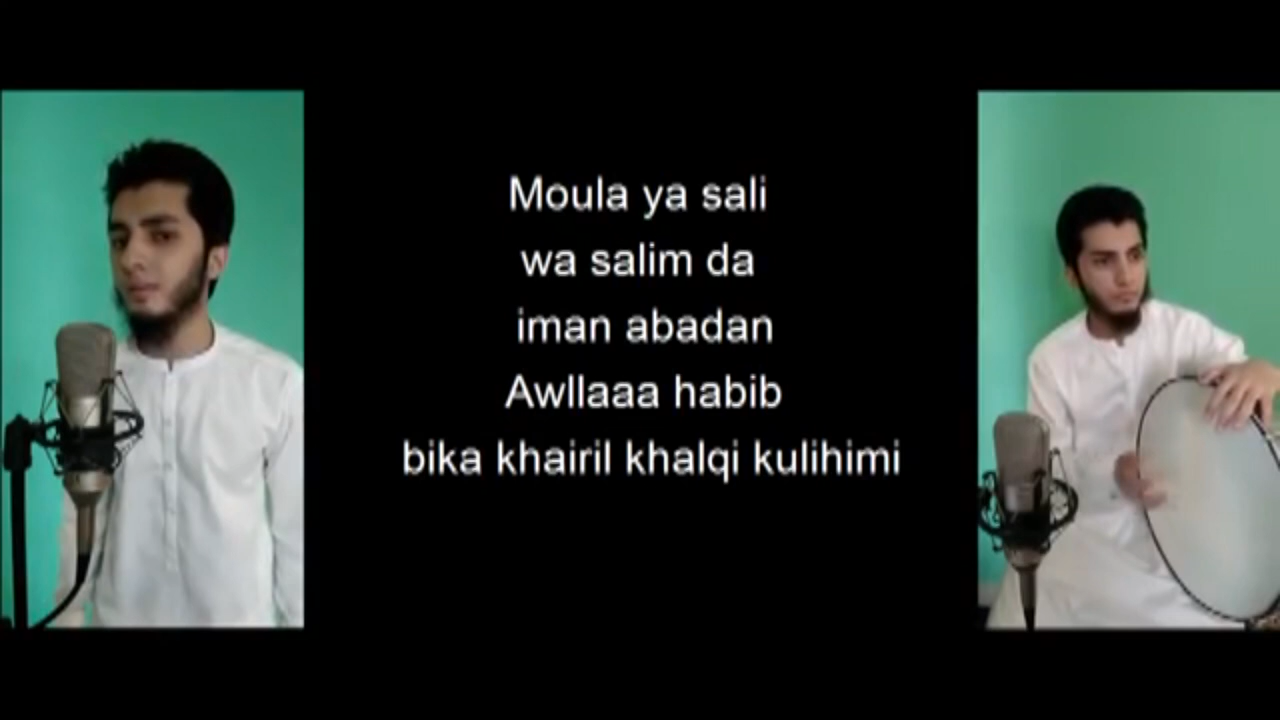 Moula ya sali
wa salim da
iman abadan
Awllaaa habib
bika khairil khalqi kulihimi